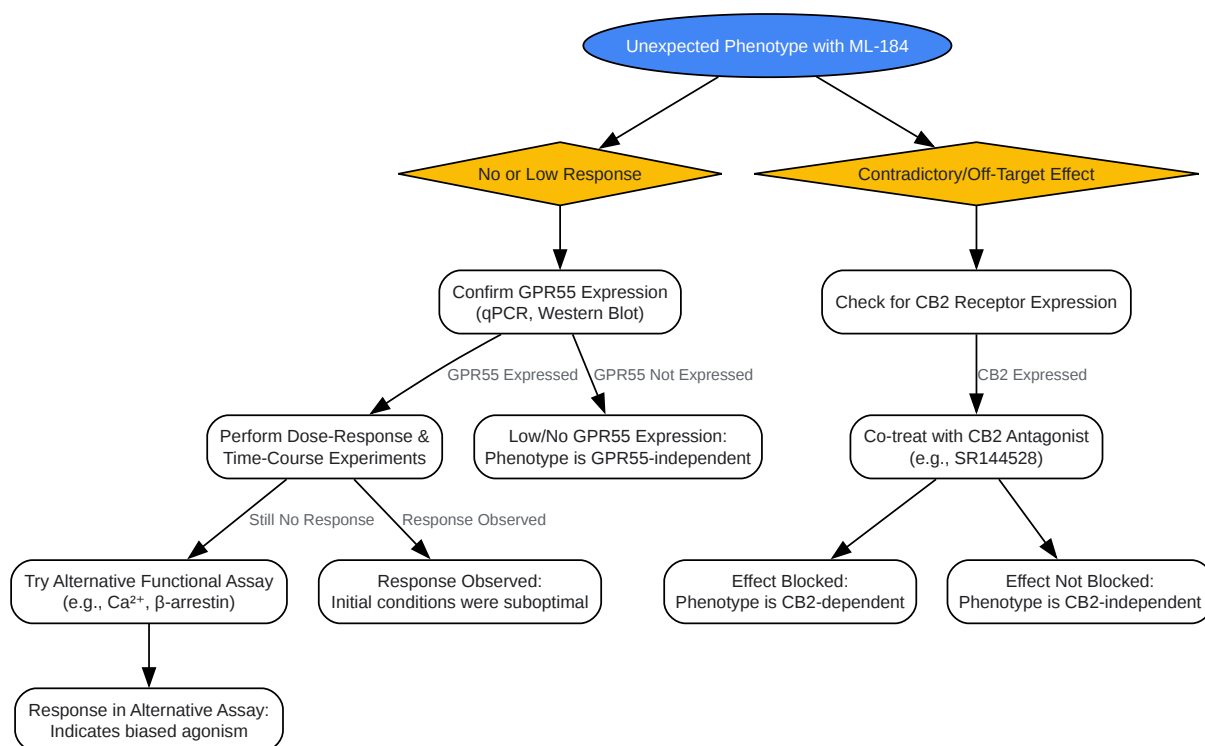 Unexpected Phenotype with ML-184
No or Low Response
Contradictory/Off-Target Effect
Confirm GPR55 Expression
(qPCR, Western Blot)
Check for CB2 Receptor Expression
GPR55 Expressed
GPR55 Not Expressed
CB2 Expressed
Perform Dose-Response &
Time-Course Experiments
Low/No GPR55 Expression:
Phenotype is GPR55-independent
Co-treat with CB2 Antagonist
(e.g., SR144528)
Still No Response
Response Observed
Try Alternative Functional Assay
(e.g., Ca²⁺, β-arrestin)
Response Observed:
Initial conditions were suboptimal
Effect Blocked:
Phenotype is CB2-dependent
Effect Not Blocked:
Phenotype is CB2-independent
Response in Alternative Assay:
Indicates biased agonism